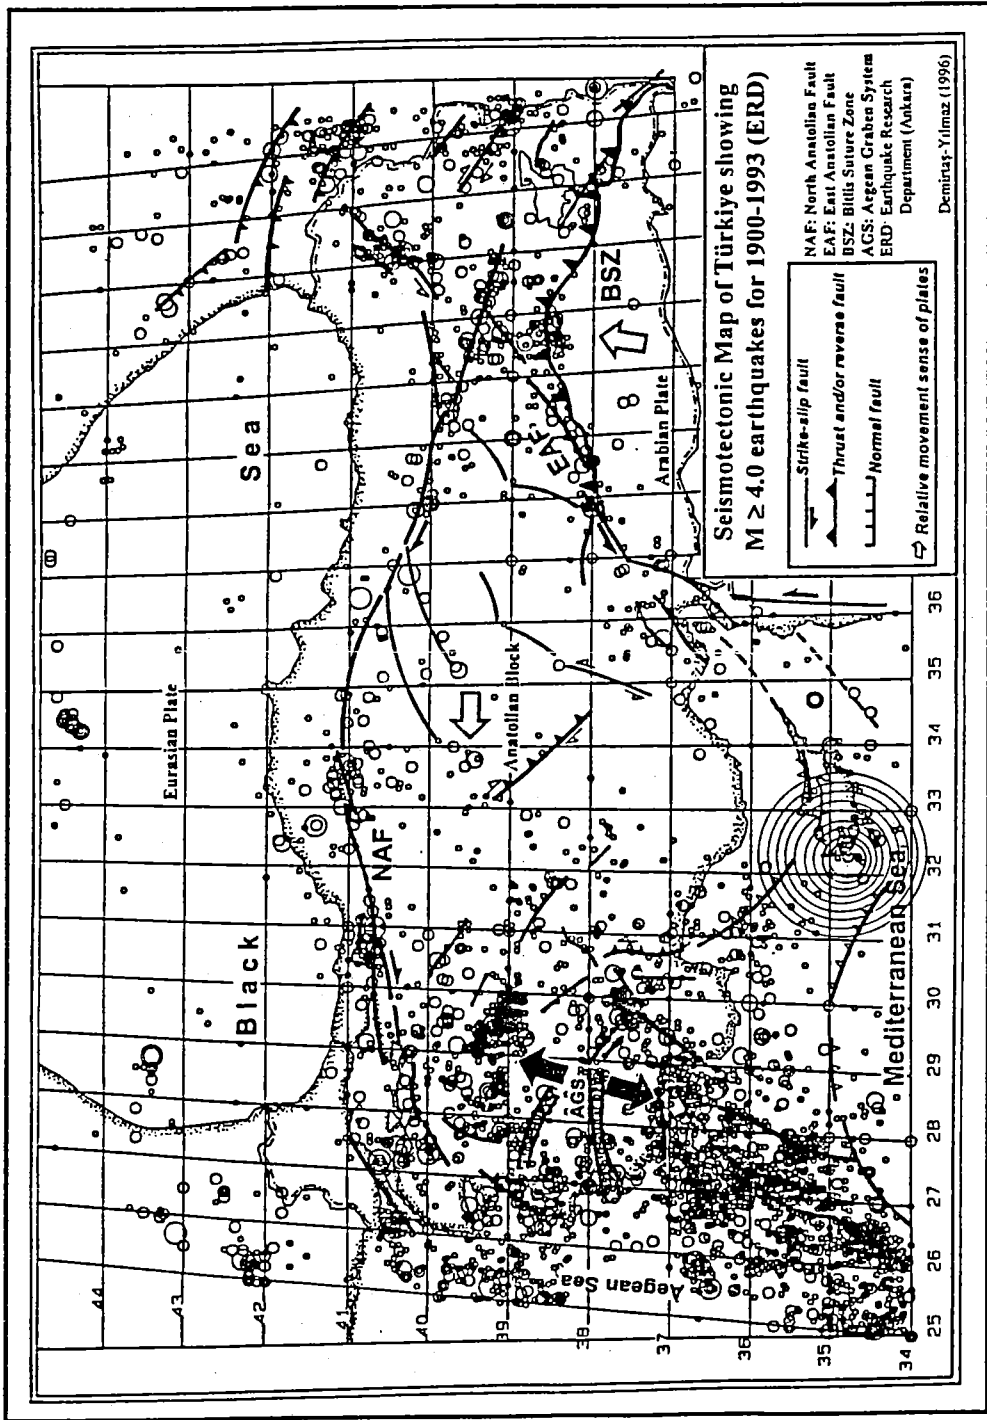 Seismotectonic Map of Türkiye showing
M ≥ 4.0 earthquakes for 1900-1993 (ERD)
NAF: North Anatolian Fault
EAF: East Anatolian Fault
BSZ: Bitlis Suture Zone
AGS: Aegean Graben System
ERD: Earthquake Research
Department (Ankara)
Demirtaş-Yılmaz (1996)
Strike-slip fault
Thrust and/or reverse fault
Normal fault
Relative movement sense of plates
Eurasian Plate
Black Sea
NAF
Anatolian Block
EAF
BSZ
Arabian Plate
AGS
Aegean Sea
Mediterranean Sea
44
43
42
41
40
39
38
37
36
35
34
25
26
27
28
29
30
31
32
33
34
35
36